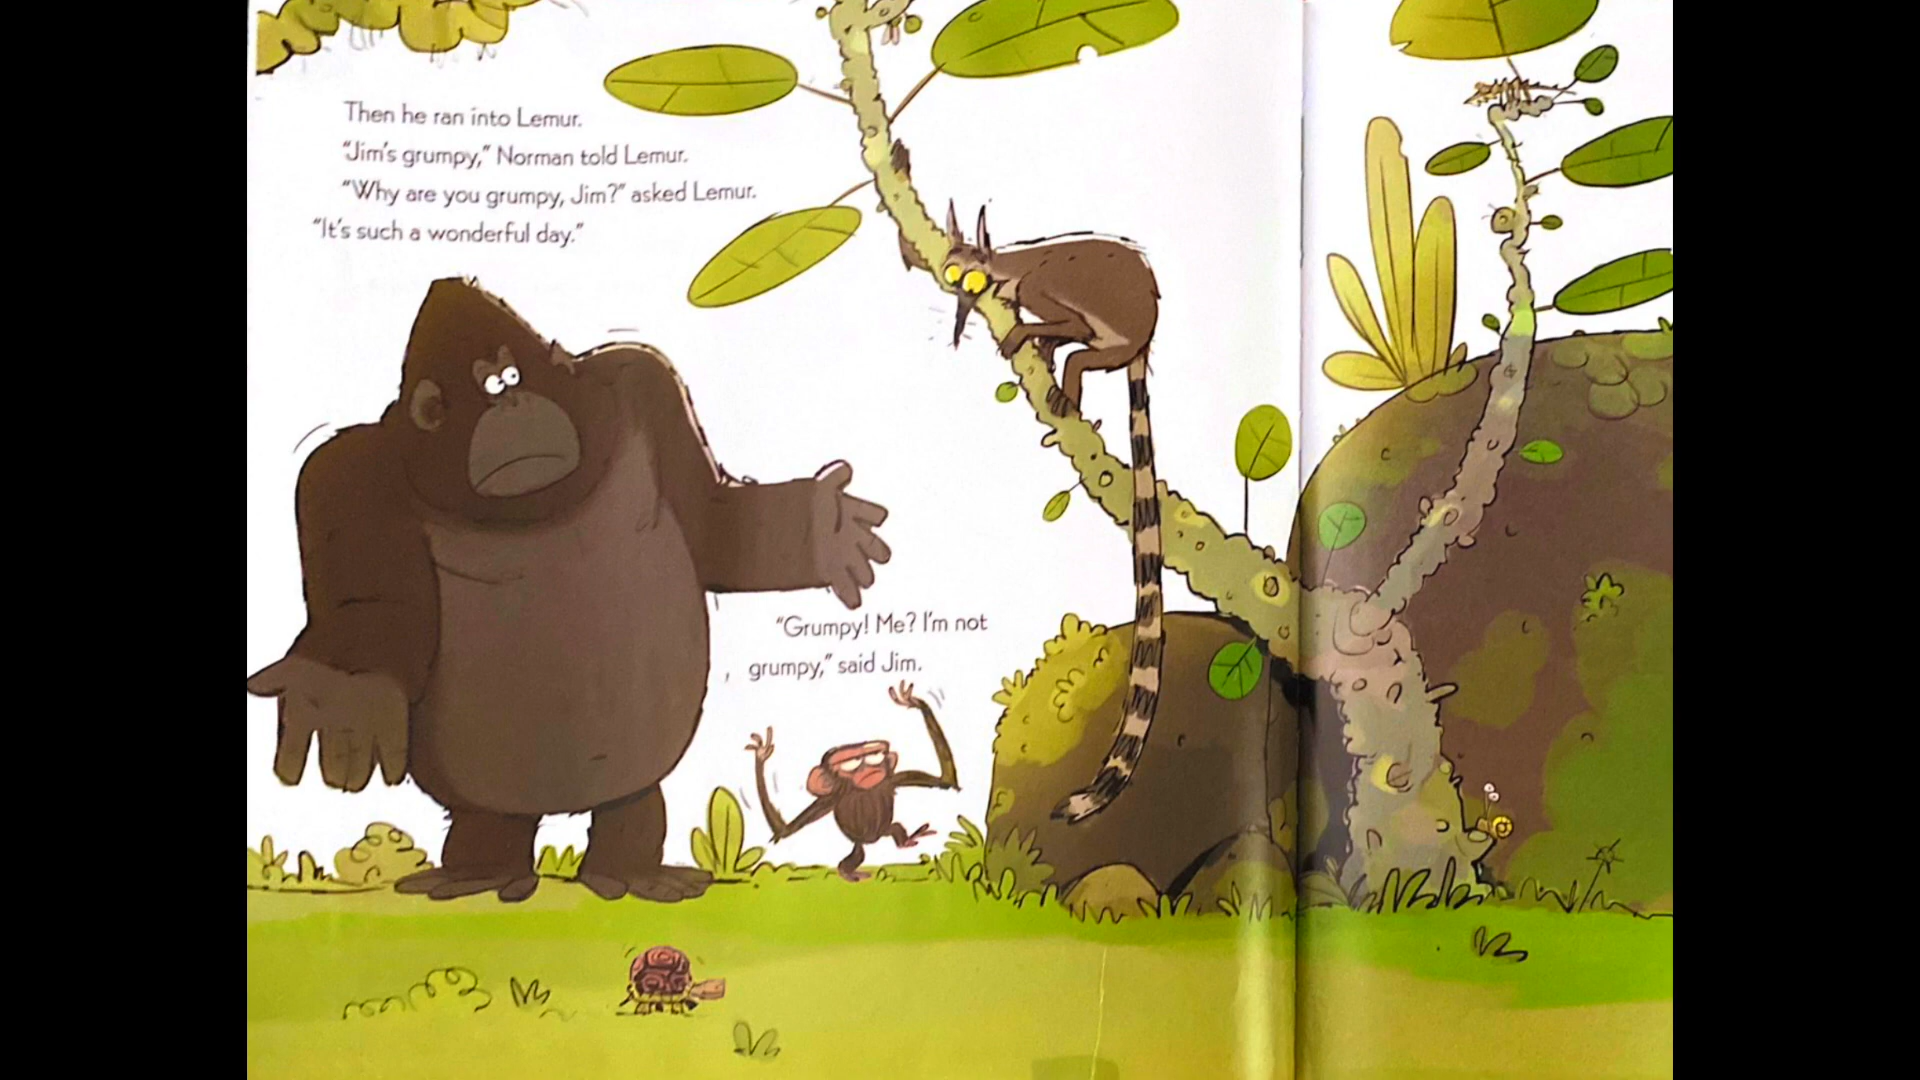 Then he ran into Lemur.
"Jim's grumpy," Norman told Lemur.
"Why are you grumpy, Jim?" asked Lemur.
"It's such a wonderful day."
"Grumpy! Me? I'm not
grumpy," said Jim.